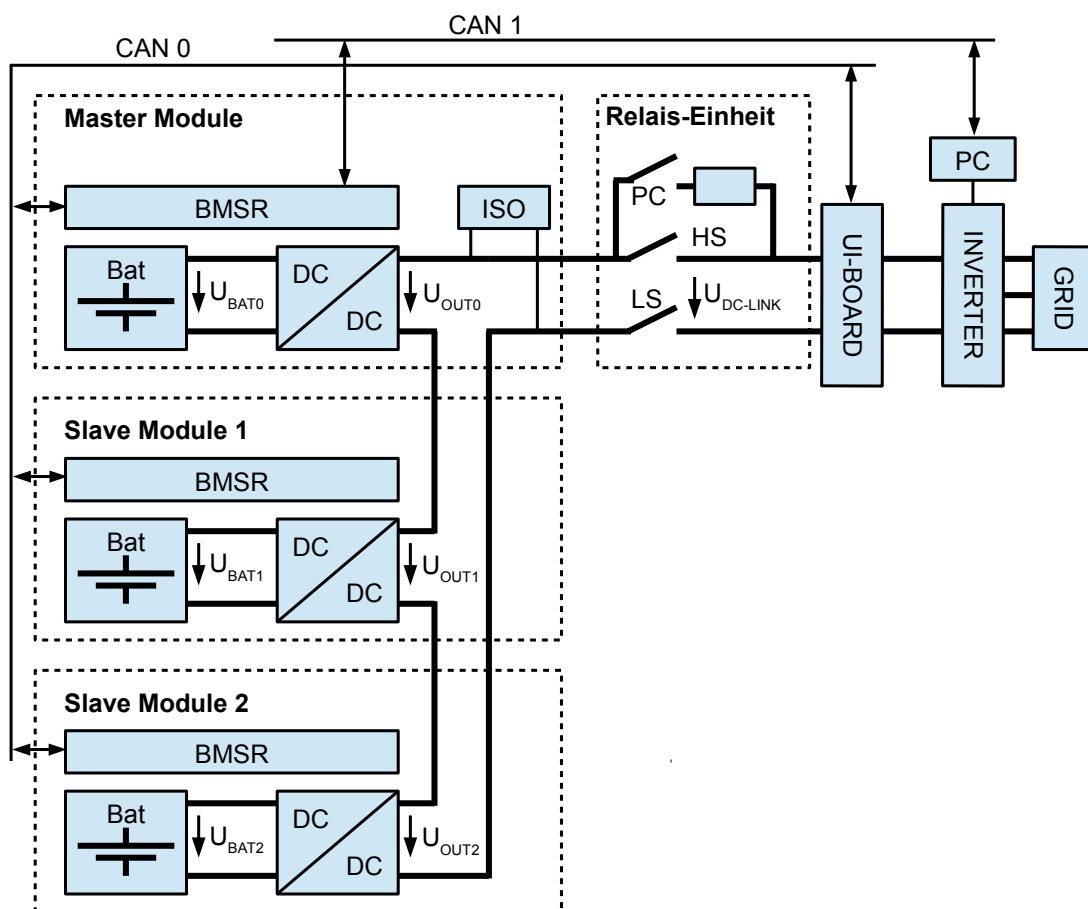 CAN 1
CAN 0
Master Module
BMSR
Bat
U_BAT0
DC
DC
U_OUT0
ISO
Relais-Einheit
PC
HS
LS
U_DC-LINK
UI-BOARD
PC
INVERTER
GRID
Slave Module 1
BMSR
Bat
U_BAT1
DC
DC
U_OUT1
Slave Module 2
BMSR
Bat
U_BAT2
DC
DC
U_OUT2